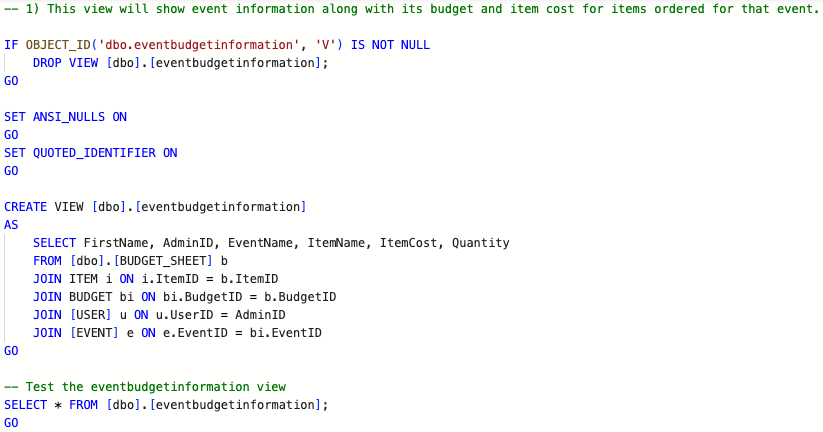 -- 1) This view will show event information along with its budget and item cost for items ordered for that event.
IF OBJECT_ID('dbo.eventbudgetinformation', 'V') IS NOT NULL
DROP VIEW [dbo].[eventbudgetinformation];
GO
SET ANSI_NULLS ON
GO
SET QUOTED_IDENTIFIER ON
GO
CREATE VIEW [dbo].[eventbudgetinformation]
AS
SELECT FirstName, AdminID, EventName, ItemName, ItemCost, Quantity
FROM [dbo].[BUDGET_SHEET] b
JOIN ITEM i ON i.ItemID = b.ItemID
JOIN BUDGET bi ON bi.BudgetID = b.BudgetID
JOIN [USER] u ON u.UserID = AdminID
JOIN [EVENT] e ON e.EventID = bi.EventID
GO
-- Test the eventbudgetinformation view
SELECT * FROM [dbo].[eventbudgetinformation];
GO